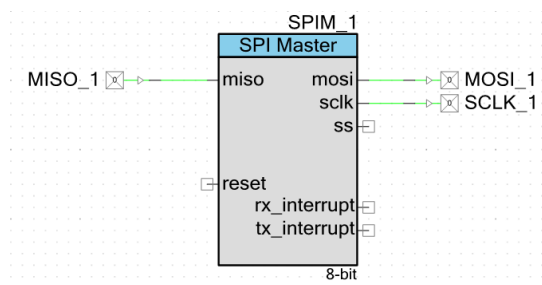 SPIM_1
SPI Master
MISO_1
miso
mosi
MOSI_1
sclk
SCLK_1
ss
reset
rx_interrupt
tx_interrupt
8-bit